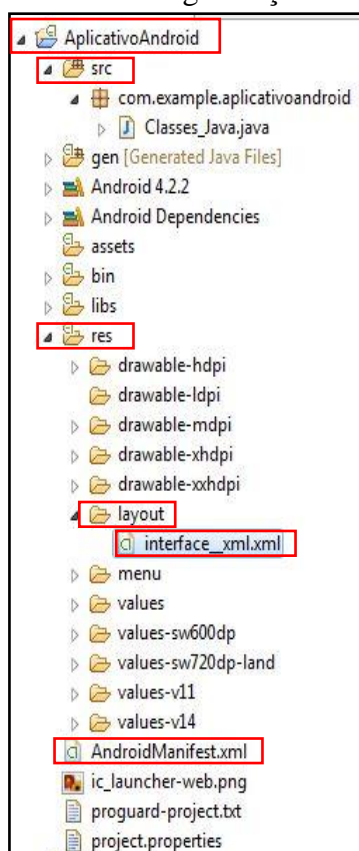 AplicativoAndroid
src
com.example.aplicativoandroid
Classes_Java.java
gen [Generated Java Files]
Android 4.2.2
Android Dependencies
assets
bin
libs
res
drawable-hdpi
drawable-ldpi
drawable-mdpi
drawable-xhdpi
drawable-xxhdpi
layout
interface__xml.xml
menu
values
values-sw600dp
values-sw720dp-land
values-v11
values-v14
AndroidManifest.xml
ic_launcher-web.png
proguard-project.txt
project.properties